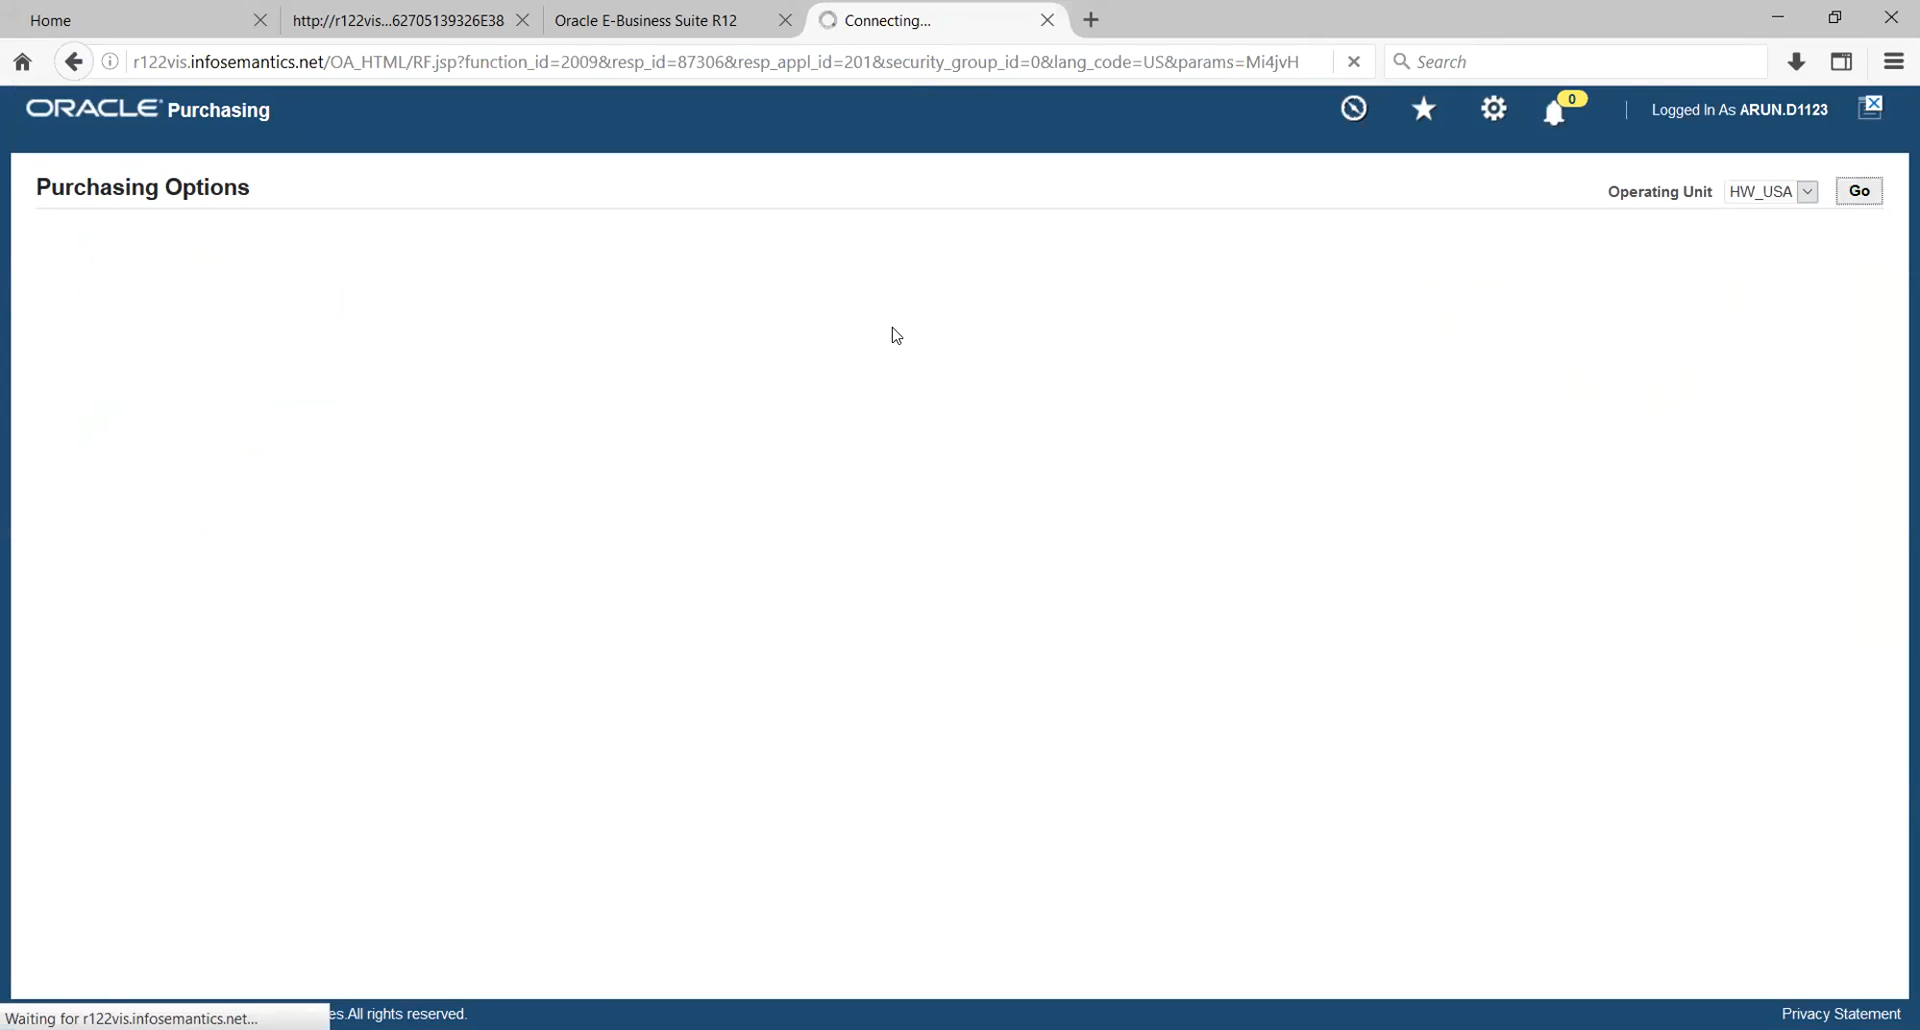 Home
http://r122vis...62705139326E38
Oracle E-Business Suite R12
Connecting...
r122vis.infosemantics.net/OA_HTML/RF.jsp?function_id=2009&resp_id=87306&resp_appl_id=201&security_group_id=0&lang_code=US&params=Mi4jvH
Search
ORACLE Purchasing
0
Logged In As ARUN.D1123
Purchasing Options
Operating Unit HW_USA Go
Waiting for r122vis.infosemantics.net...
es.All rights reserved.
Privacy Statement